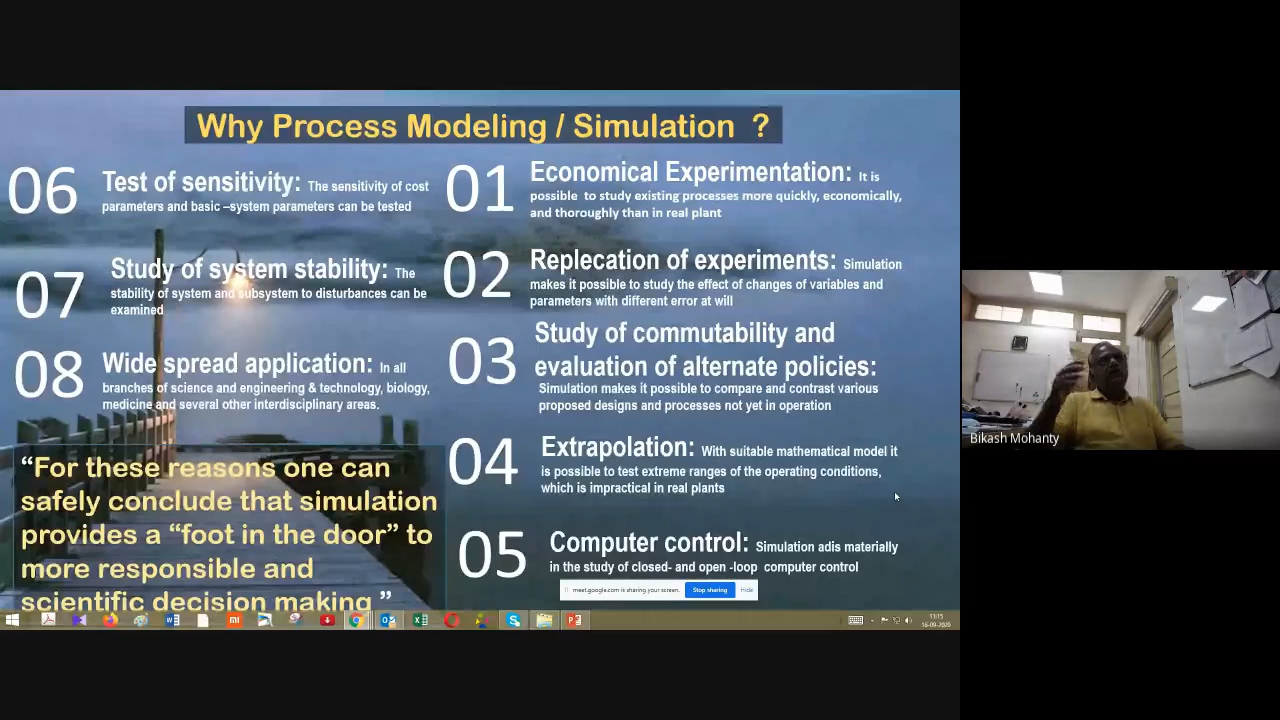 Why Process Modeling / Simulation ?
01
Economical Experimentation: It is
possible to study existing processes more quickly, economically,
and thoroughly than in real plant
02
Replecation of experiments: Simulation
makes it possible to study the effect of changes of variables and
parameters with different error at will
03
Study of commutability and
evaluation of alternate policies:
Simulation makes it possible to compare and contrast various
proposed designs and processes not yet in operation
04
Extrapolation: With suitable mathematical model it
is possible to test extreme ranges of the operating conditions,
which is impractical in real plants
05
Computer control: Simulation adis materially
in the study of closed- and open -loop computer control
06
Test of sensitivity: The sensitivity of cost
parameters and basic –system parameters can be tested
07
Study of system stability: The
stability of system and subsystem to disturbances can be
examined
08
Wide spread application: In all
branches of science and engineering & technology, biology,
medicine and several other interdisciplinary areas.
“For these reasons one can
safely conclude that simulation
provides a “foot in the door” to
more responsible and
scientific decision making ”
meet.google.com is sharing your screen. Stop sharing Hide
11:15
16-09-2020
Bikash Mohanty